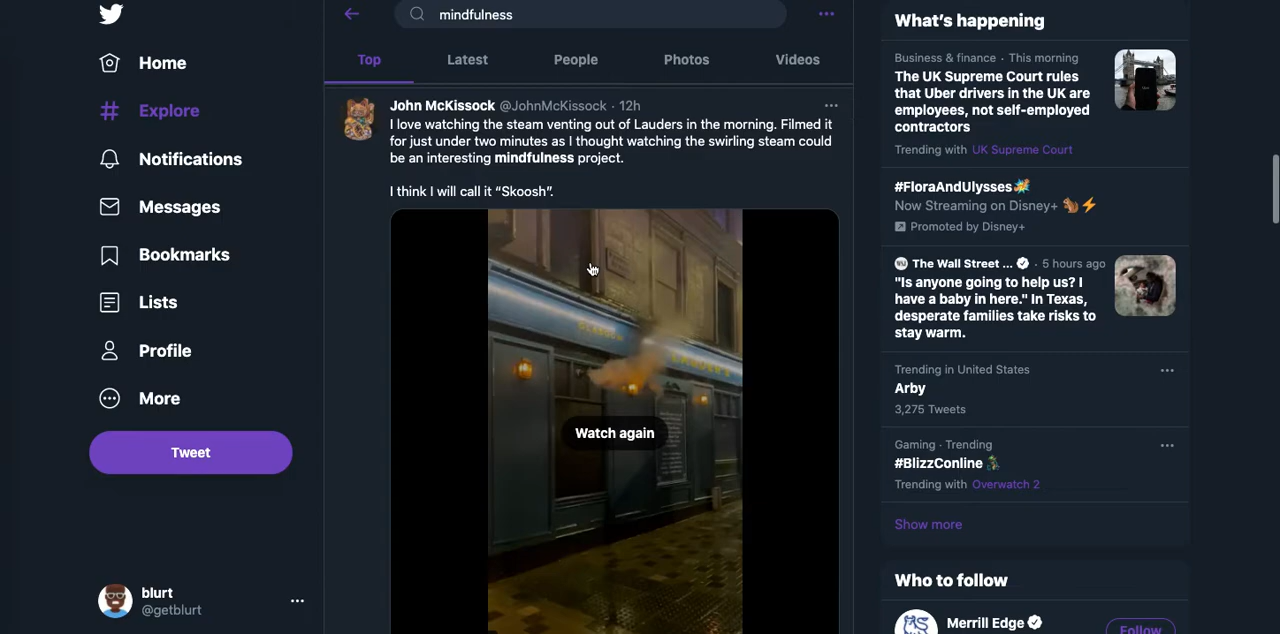 mindfulness
Home
Explore
Notifications
Messages
Bookmarks
Lists
Profile
More
Tweet
blurt
@getblurt
Top
Latest
People
Photos
Videos
John McKissock @JohnMcKissock · 12h
I love watching the steam venting out of Lauders in the morning. Filmed it
for just under two minutes as I thought watching the swirling steam could
be an interesting mindfulness project.
I think I will call it “Skoosh”.
GLASGOW
LAUDER'S
Watch again
What's happening
Business & finance · This morning
The UK Supreme Court rules
that Uber drivers in the UK are
employees, not self-employed
contractors
Trending with UK Supreme Court
#FloraAndUlysses
Now Streaming on Disney+
Promoted by Disney+
The Wall Street ... · 5 hours ago
"Is anyone going to help us? I
have a baby in here." In Texas,
desperate families take risks to
stay warm.
Trending in United States
Arby
3,275 Tweets
Gaming · Trending
#BlizzConline
Trending with Overwatch 2
Show more
Who to follow
Merrill Edge
Follow